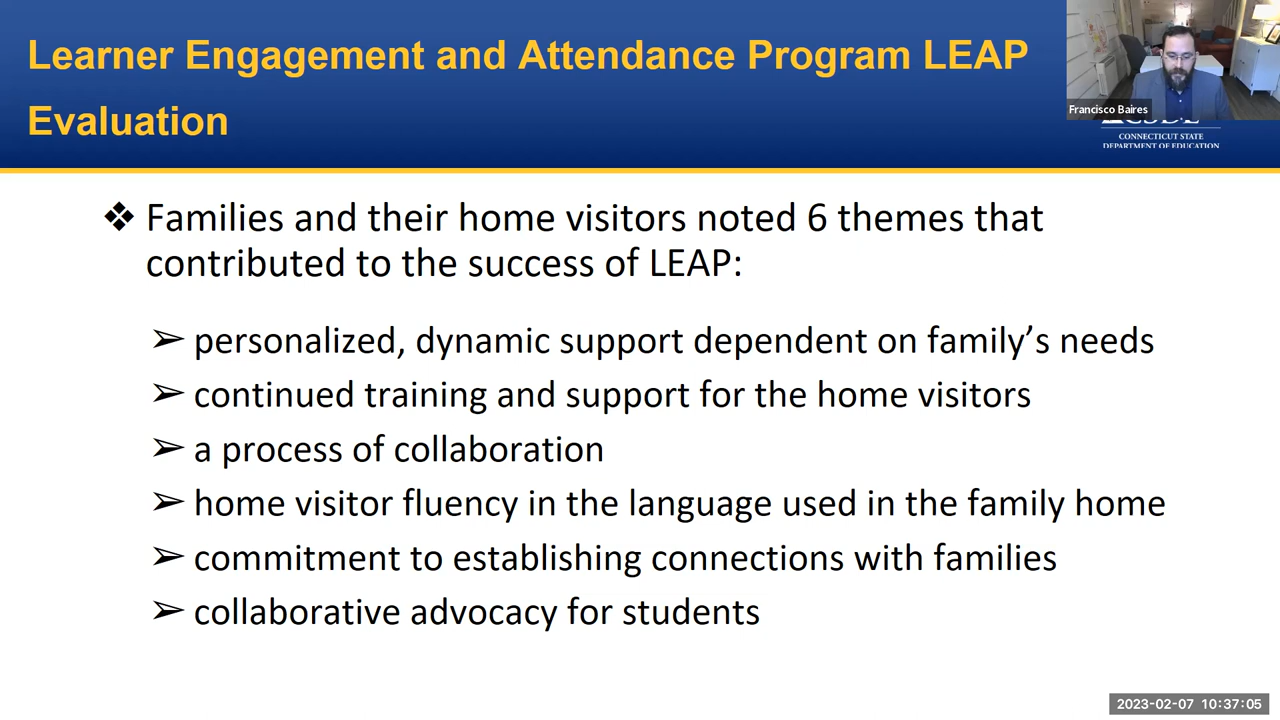 Learner Engagement and Attendance Program LEAP
Evaluation
Francisco Baires
CONNECTICUT STATE
DEPARTMENT OF EDUCATION
❖ Families and their home visitors noted 6 themes that
contributed to the success of LEAP:
➢ personalized, dynamic support dependent on family’s needs
➢ continued training and support for the home visitors
➢ a process of collaboration
➢ home visitor fluency in the language used in the family home
➢ commitment to establishing connections with families
➢ collaborative advocacy for students
2023-02-07 10:37:05